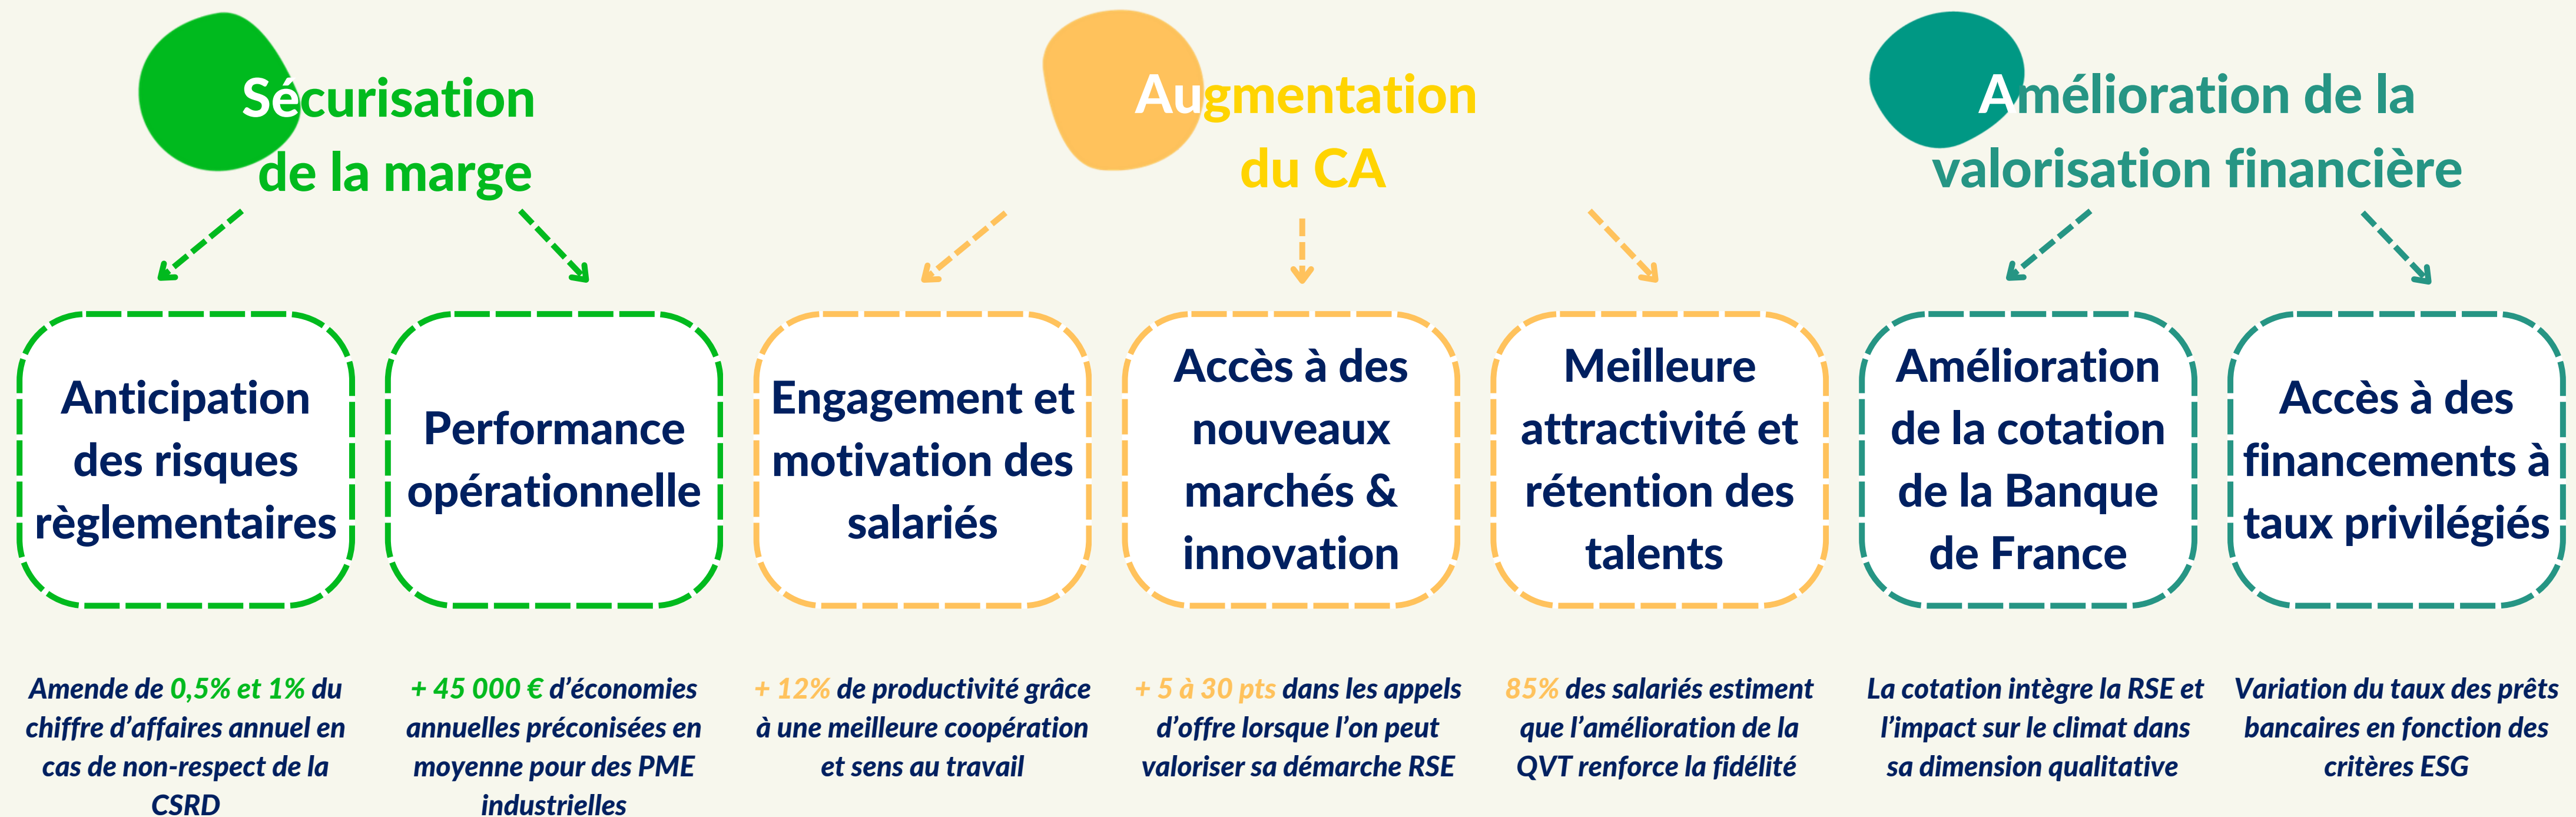 Sécurisation
de la marge
Augmentation
du CA
Amélioration de la
valorisation financière
Anticipation
des risques
règlementaires
Performance
opérationnelle
Engagement et
motivation des
salariés
Accès à des
nouveaux
marchés &
innovation
Meilleure
attractivité et
rétention des
talents
Amélioration
de la cotation
de la Banque
de France
Accès à des
financements à
taux privilégiés
Amende de 0,5% et 1% du
chiffre d’affaires annuel en
cas de non-respect de la
CSRD
+ 45 000 € d’économies
annuelles préconisées en
moyenne pour des PME
industrielles
+ 12% de productivité grâce
à une meilleure coopération
et sens au travail
+ 5 à 30 pts dans les appels
d’offre lorsque l’on peut
valoriser sa démarche RSE
85% des salariés estiment
que l’amélioration de la
QVT renforce la fidélité
La cotation intègre la RSE et
l’impact sur le climat dans
sa dimension qualitative
Variation du taux des prêts
bancaires en fonction des
critères ESG